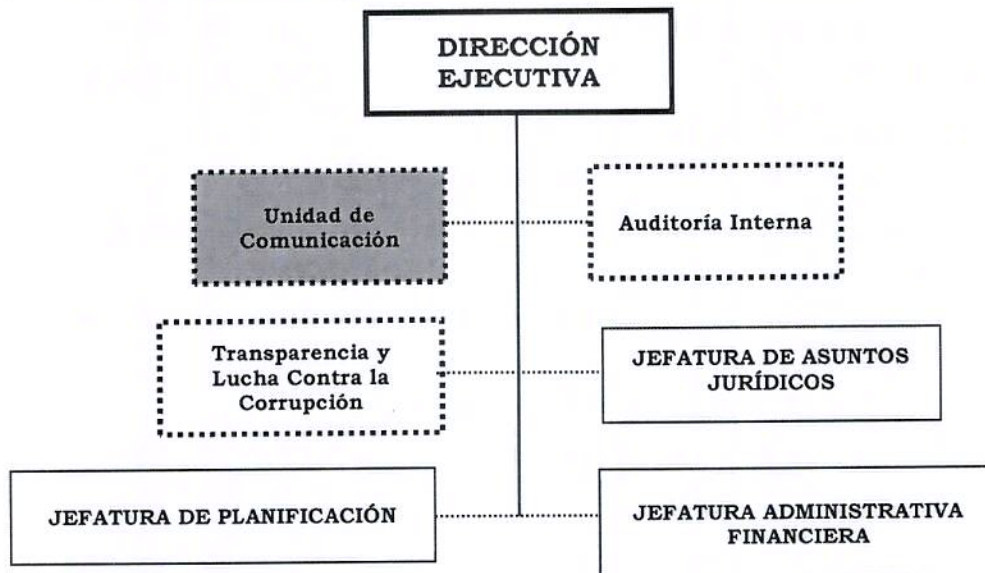 DIRECCIÓN
EJECUTIVA
Unidad de
Comunicación
Auditoría Interna
Transparencia y
Lucha Contra la
Corrupción
JEFATURA DE ASUNTOS
JURÍDICOS
JEFATURA DE PLANIFICACIÓN
JEFATURA ADMINISTRATIVA
FINANCIERA